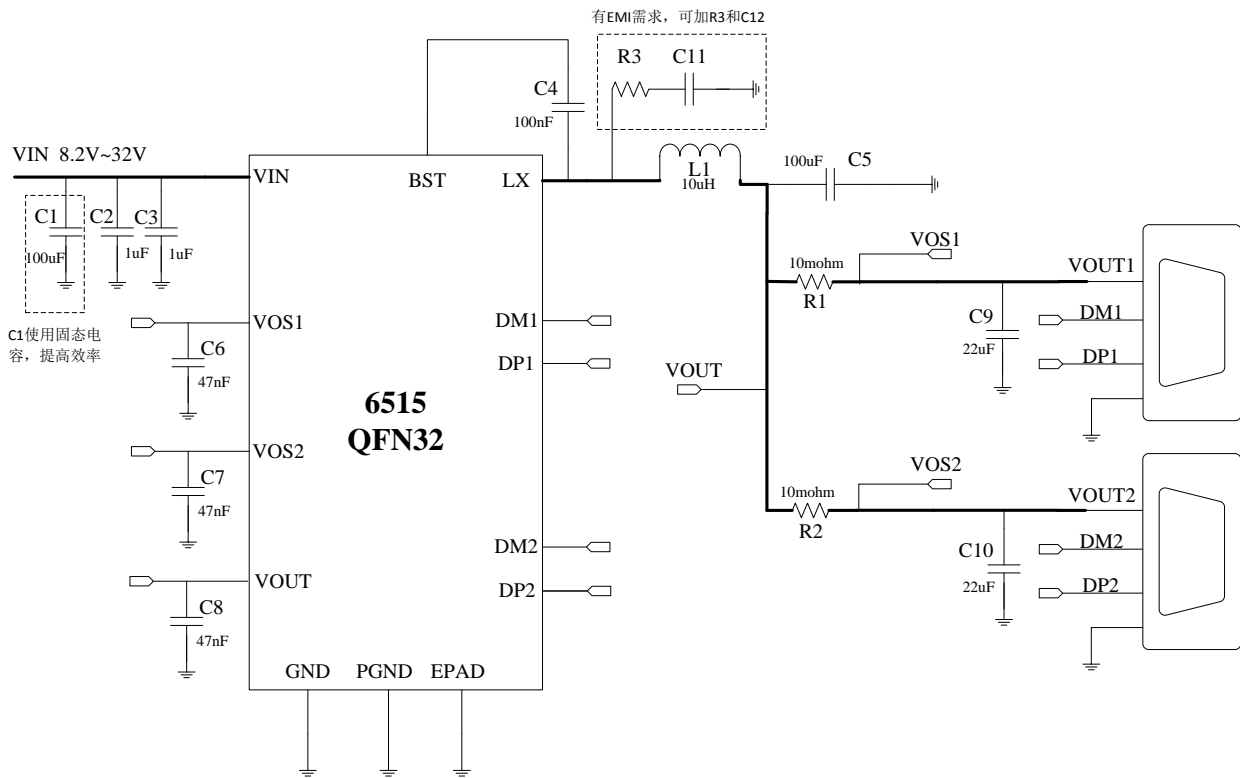 有EMI需求，可加R3和C12
R3
C11
C4
100nF
VIN 8.2V~32V
VIN
BST
LX
L1
10uH
100uF
C5
C1
100uF
C2
1uF
C3
1uF
C1使用固态电
容，提高效率
VOS1
C6
47nF
VOS2
C7
47nF
VOUT
C8
47nF
6515
QFN32
DM1
DP1
DM2
DP2
GND
PGND
EPAD
VOUT
10mohm
R1
VOS1
C9
22uF
VOUT1
DM1
DP1
10mohm
R2
VOS2
C10
22uF
VOUT2
DM2
DP2